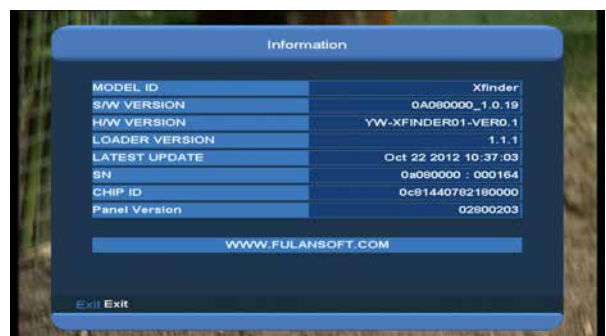 Information
MODEL ID Xfinder
S/W VERSION 0A080000_1.0.19
H/W VERSION YW-XFINDER01-VER0.1
LOADER VERSION 1.1.1
LATEST UPDATE Oct 22 2012 10:37:03
SN 0a080000 : 000164
CHIP ID 0c81440782180000
Panel Version 02800203
WWW.FULANSOFT.COM
Exit Exit